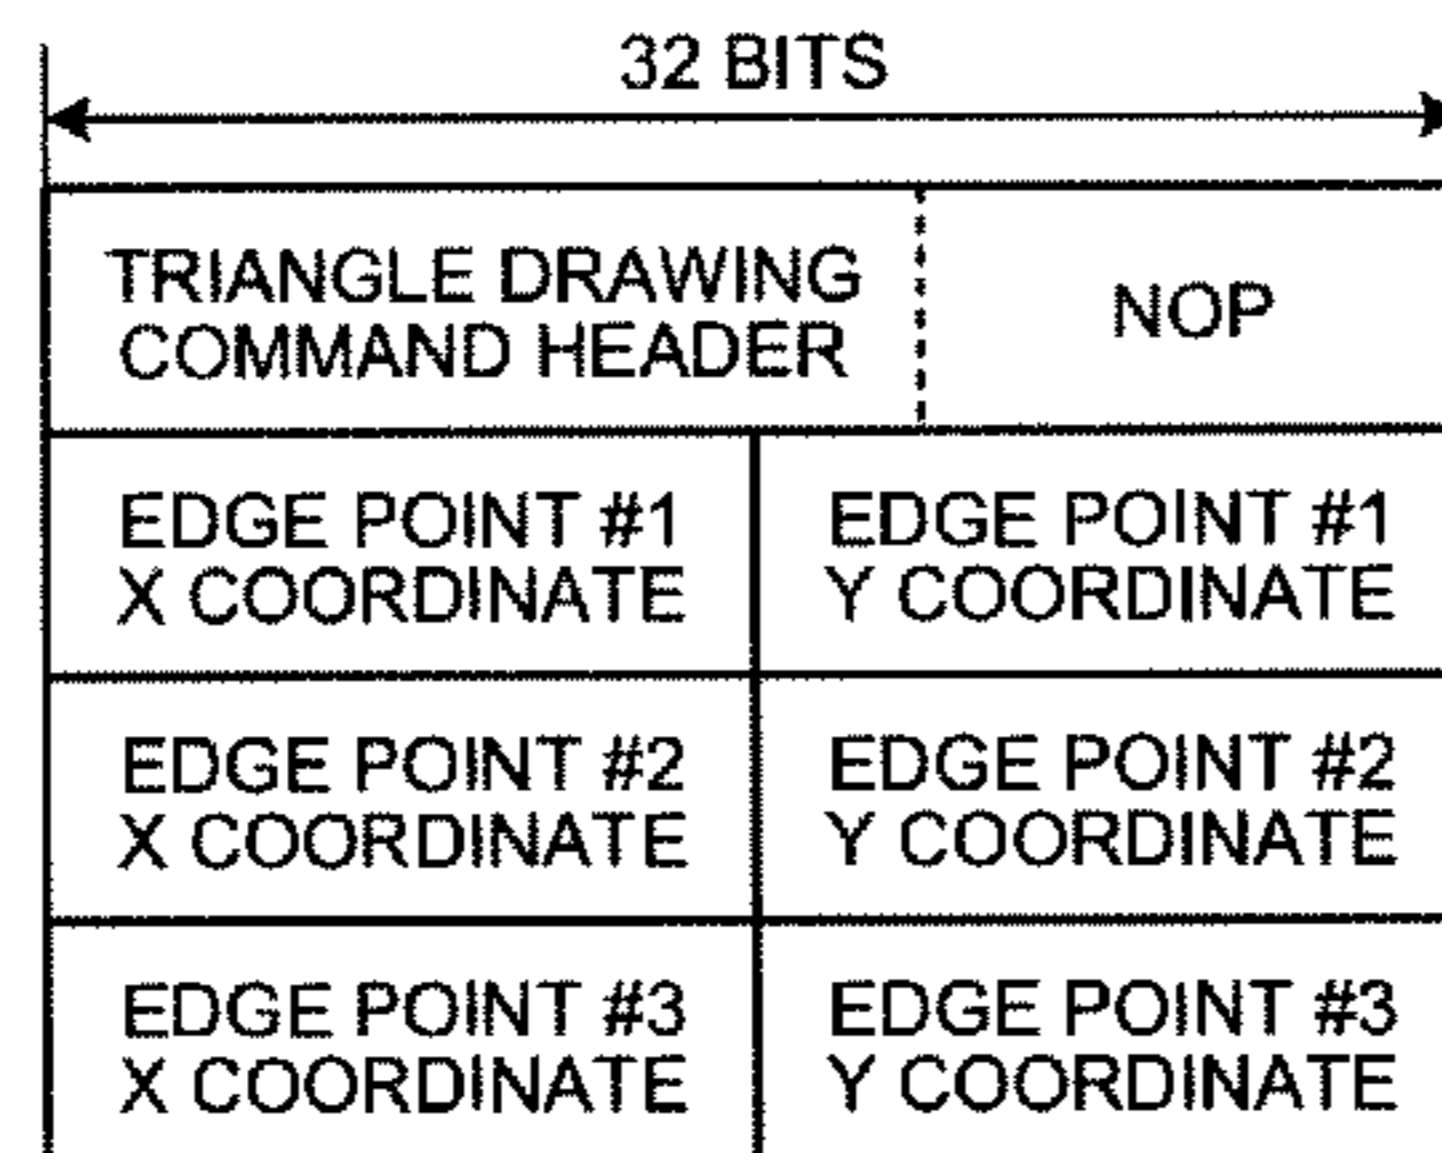 32 BITS
TRIANGLE DRAWING
COMMAND HEADER
NOP
EDGE POINT #1
X COORDINATE
EDGE POINT #1
Y COORDINATE
EDGE POINT #2
X COORDINATE
EDGE POINT #2
Y COORDINATE
EDGE POINT #3
X COORDINATE
EDGE POINT #3
Y COORDINATE